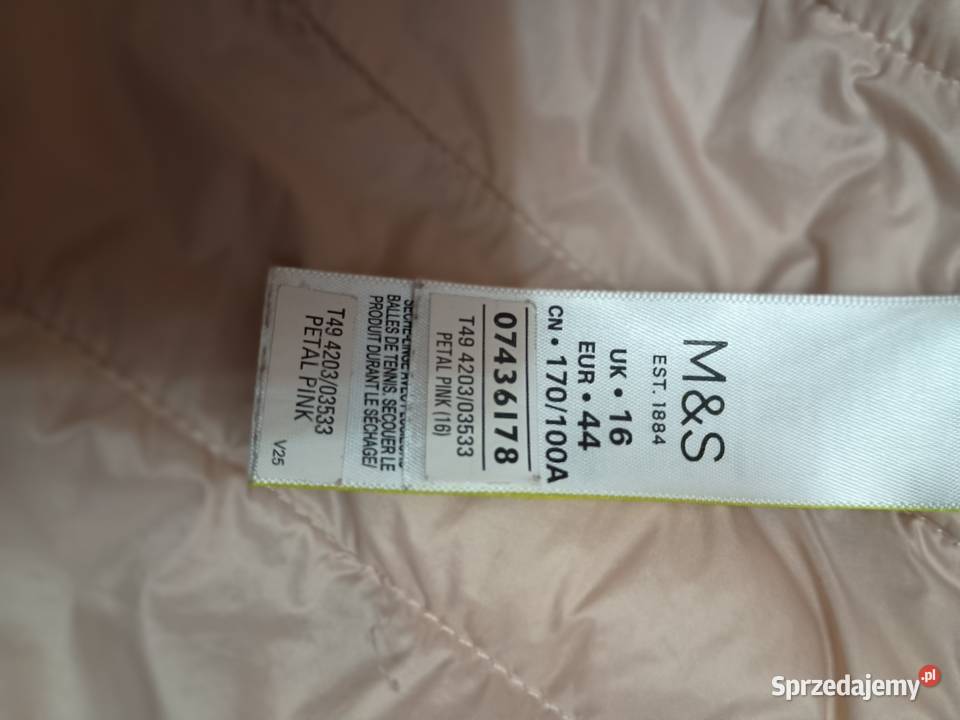 M&S
EST. 1884
UK • 16
EUR • 44
CN • 170/100A
07436178
T49 4203/03533
PETAL PINK (16)
BALLES DE TENNIS. SECOUER LE
PRODUIT DURANT LE SÉCHAGE/
T49 4203/03533
PETAL PINK
V25
Sprzedajemy.pl